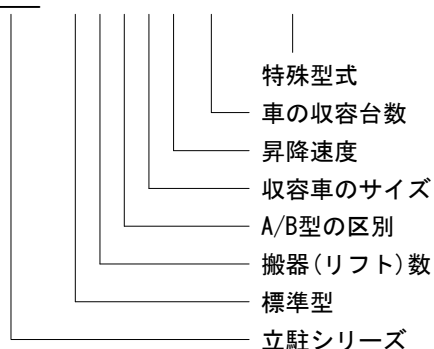 特殊型式
車の収容台数
昇降速度
収容車のサイズ
A/B型の区別
搬器(リフト)数
標準型
立駐シリーズ